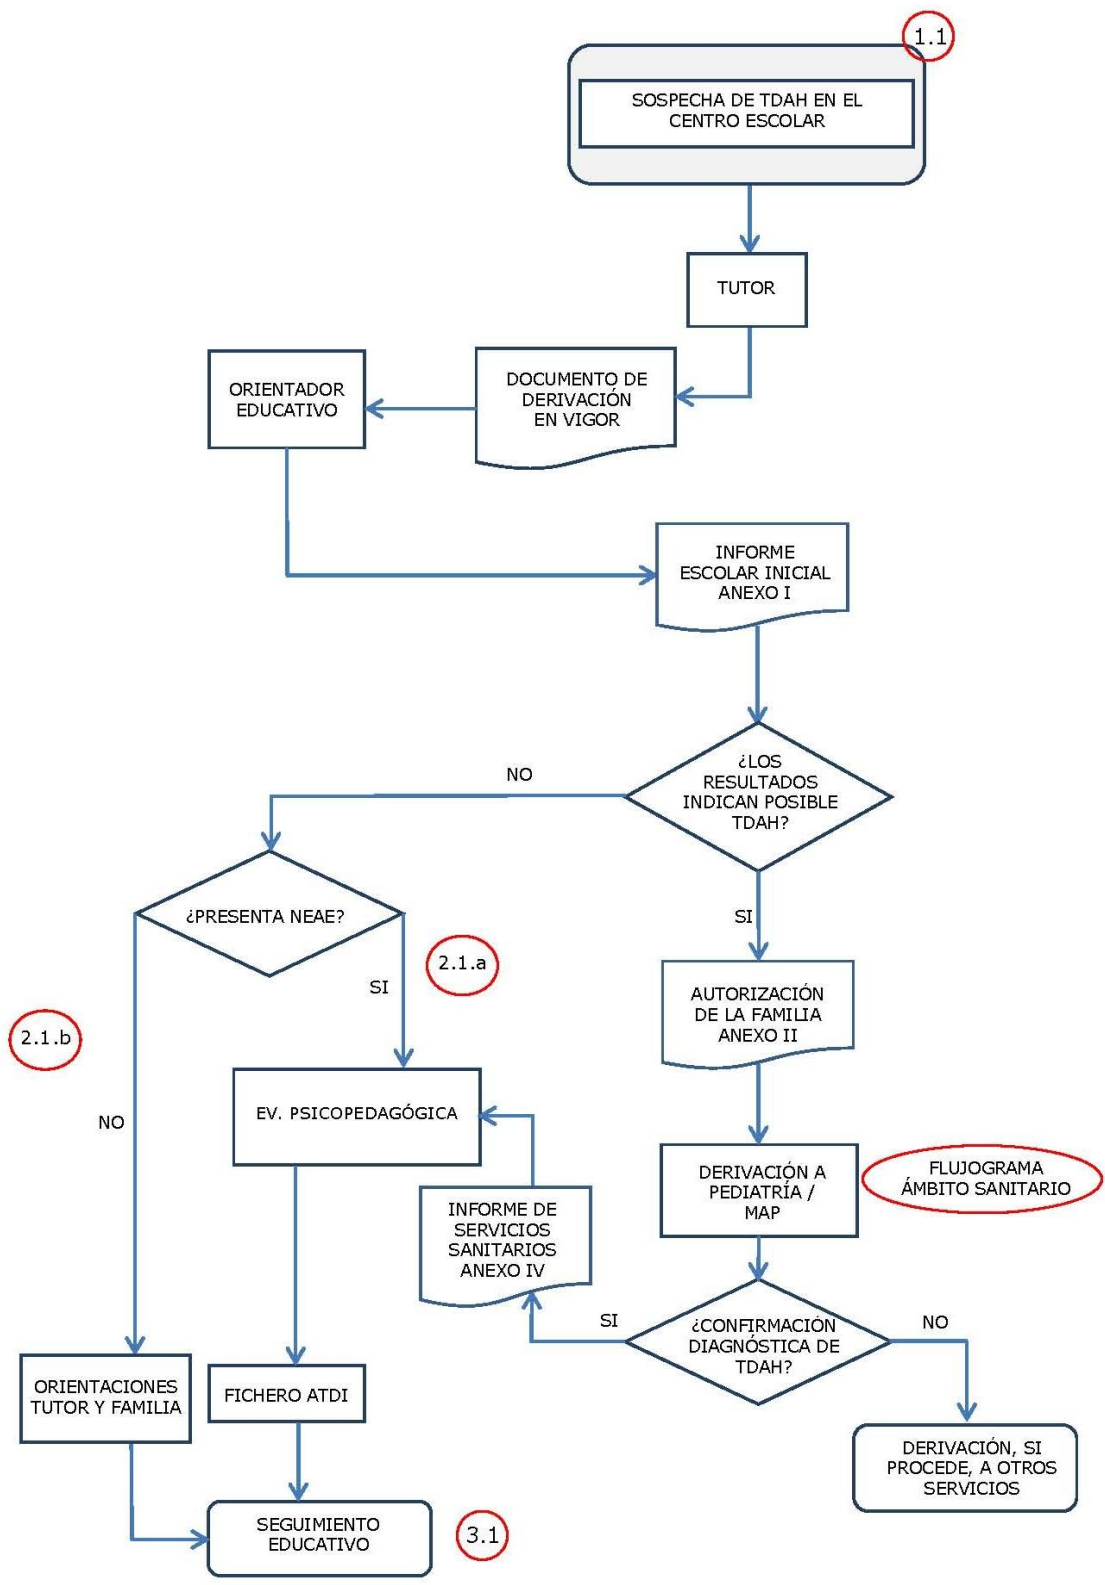 1.1
SOSPECHA DE TDAH EN EL
CENTRO ESCOLAR
TUTOR
DOCUMENTO DE
DERIVACIÓN
EN VIGOR
ORIENTADOR
EDUCATIVO
INFORME
ESCOLAR INICIAL
ANEXO I
¿LOS
RESULTADOS
INDICAN POSIBLE
TDAH?
NO
¿PRESENTA NEAE?
SI
2.1.a
SI
2.1.b
AUTORIZACIÓN
DE LA FAMILIA
ANEXO II
EV. PSICOPEDAGÓGICA
NO
DERIVACIÓN A
PEDIATRÍA /
MAP
FLUJOGRAMA
ÁMBITO SANITARIO
INFORME DE
SERVICIOS
SANITARIOS
ANEXO IV
SI
¿CONFIRMACIÓN
DIAGNÓSTICA DE
TDAH?
NO
ORIENTACIONES
TUTOR Y FAMILIA
FICHERO ATDI
DERIVACIÓN, SI
PROCEDE, A OTROS
SERVICIOS
SEGUIMIENTO
EDUCATIVO
3.1